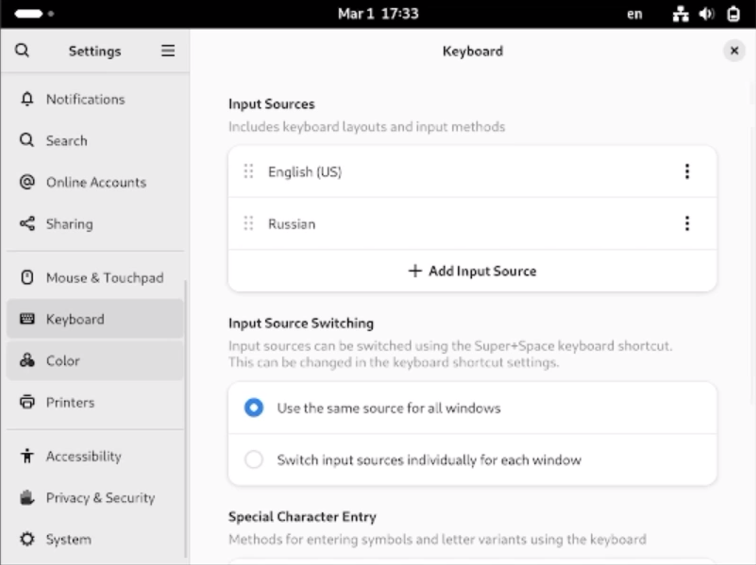 Mar 1 17:33
en
Settings
Keyboard
Notifications
Search
Online Accounts
Sharing
Mouse & Touchpad
Keyboard
Color
Printers
Accessibility
Privacy & Security
System
Input Sources
Includes keyboard layouts and input methods
English (US)
Russian
+ Add Input Source
Input Source Switching
Input sources can be switched using the Super+Space keyboard shortcut.
This can be changed in the keyboard shortcut settings.
Use the same source for all windows
Switch input sources individually for each window
Special Character Entry
Methods for entering symbols and letter variants using the keyboard